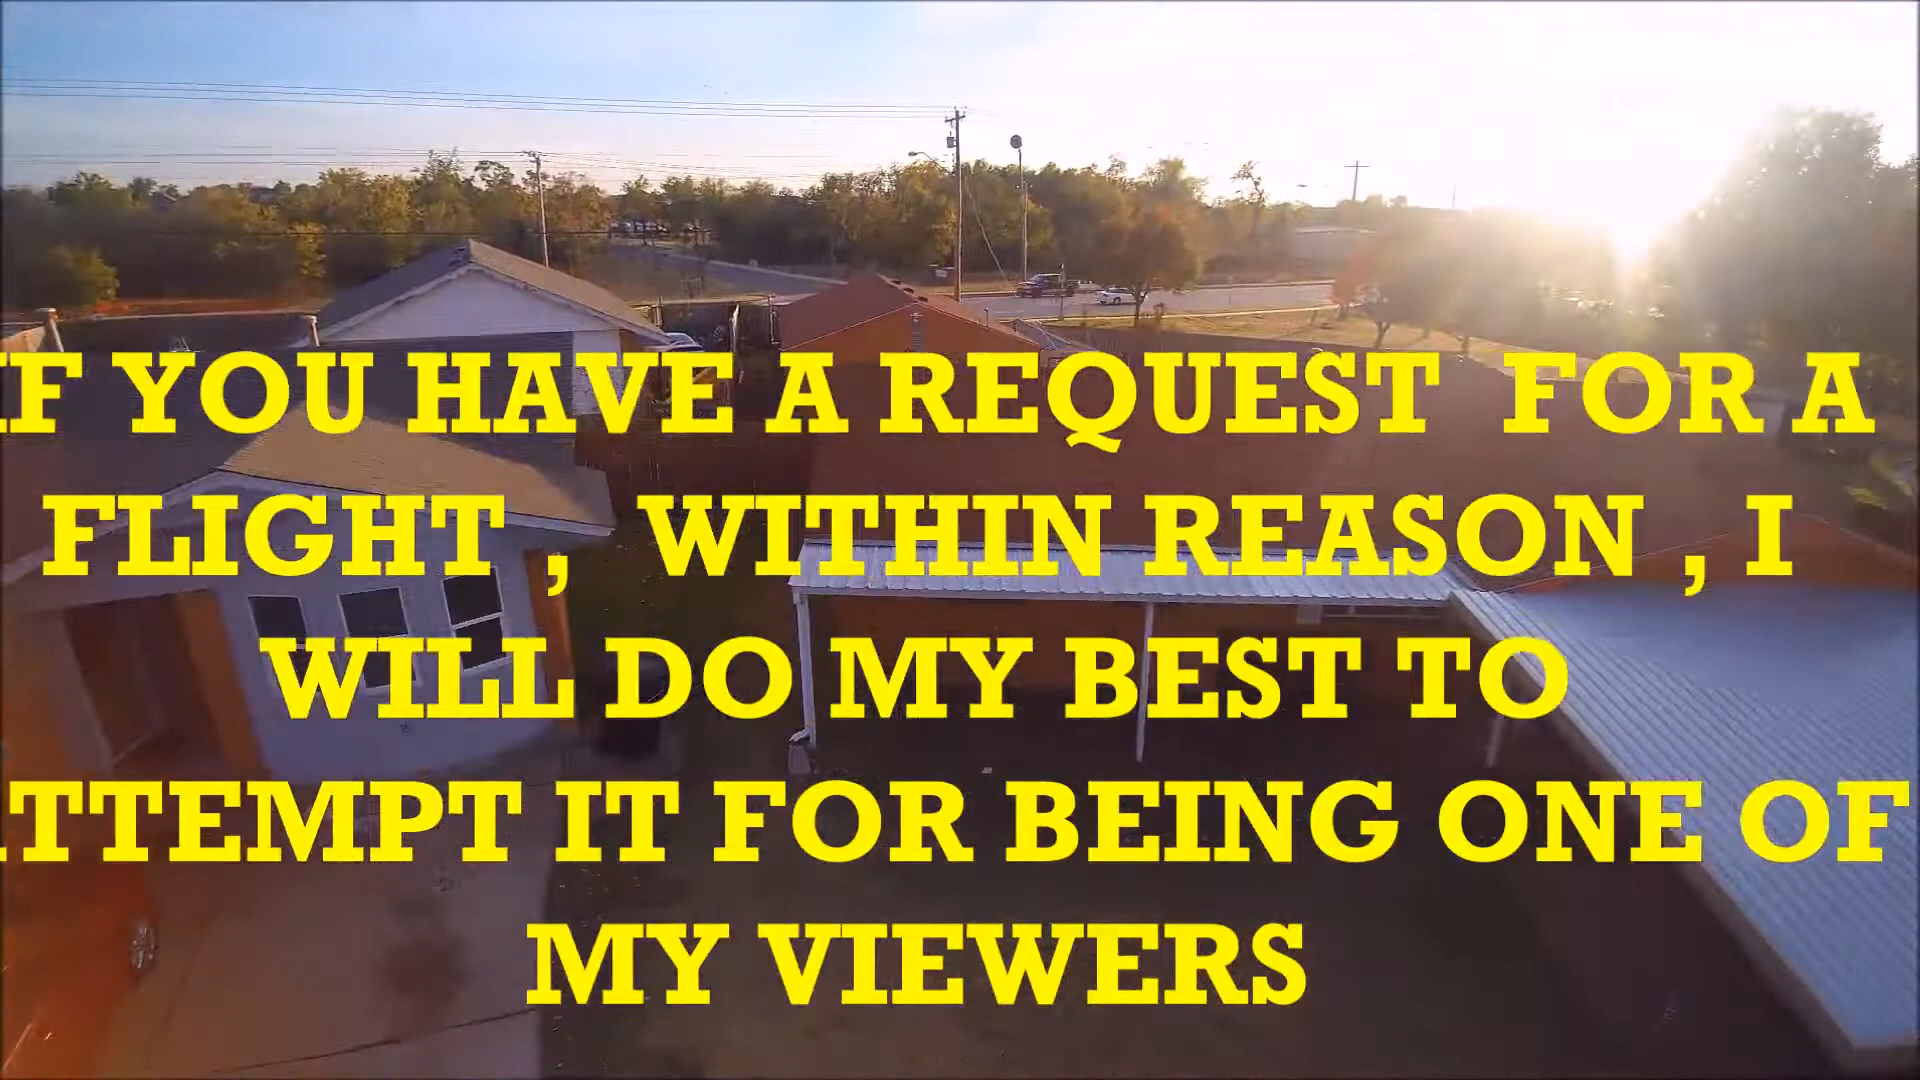 IF YOU HAVE A REQUEST FOR A
FLIGHT , WITHIN REASON , I
WILL DO MY BEST TO
TTEMPT IT FOR BEING ONE OF
MY VIEWERS